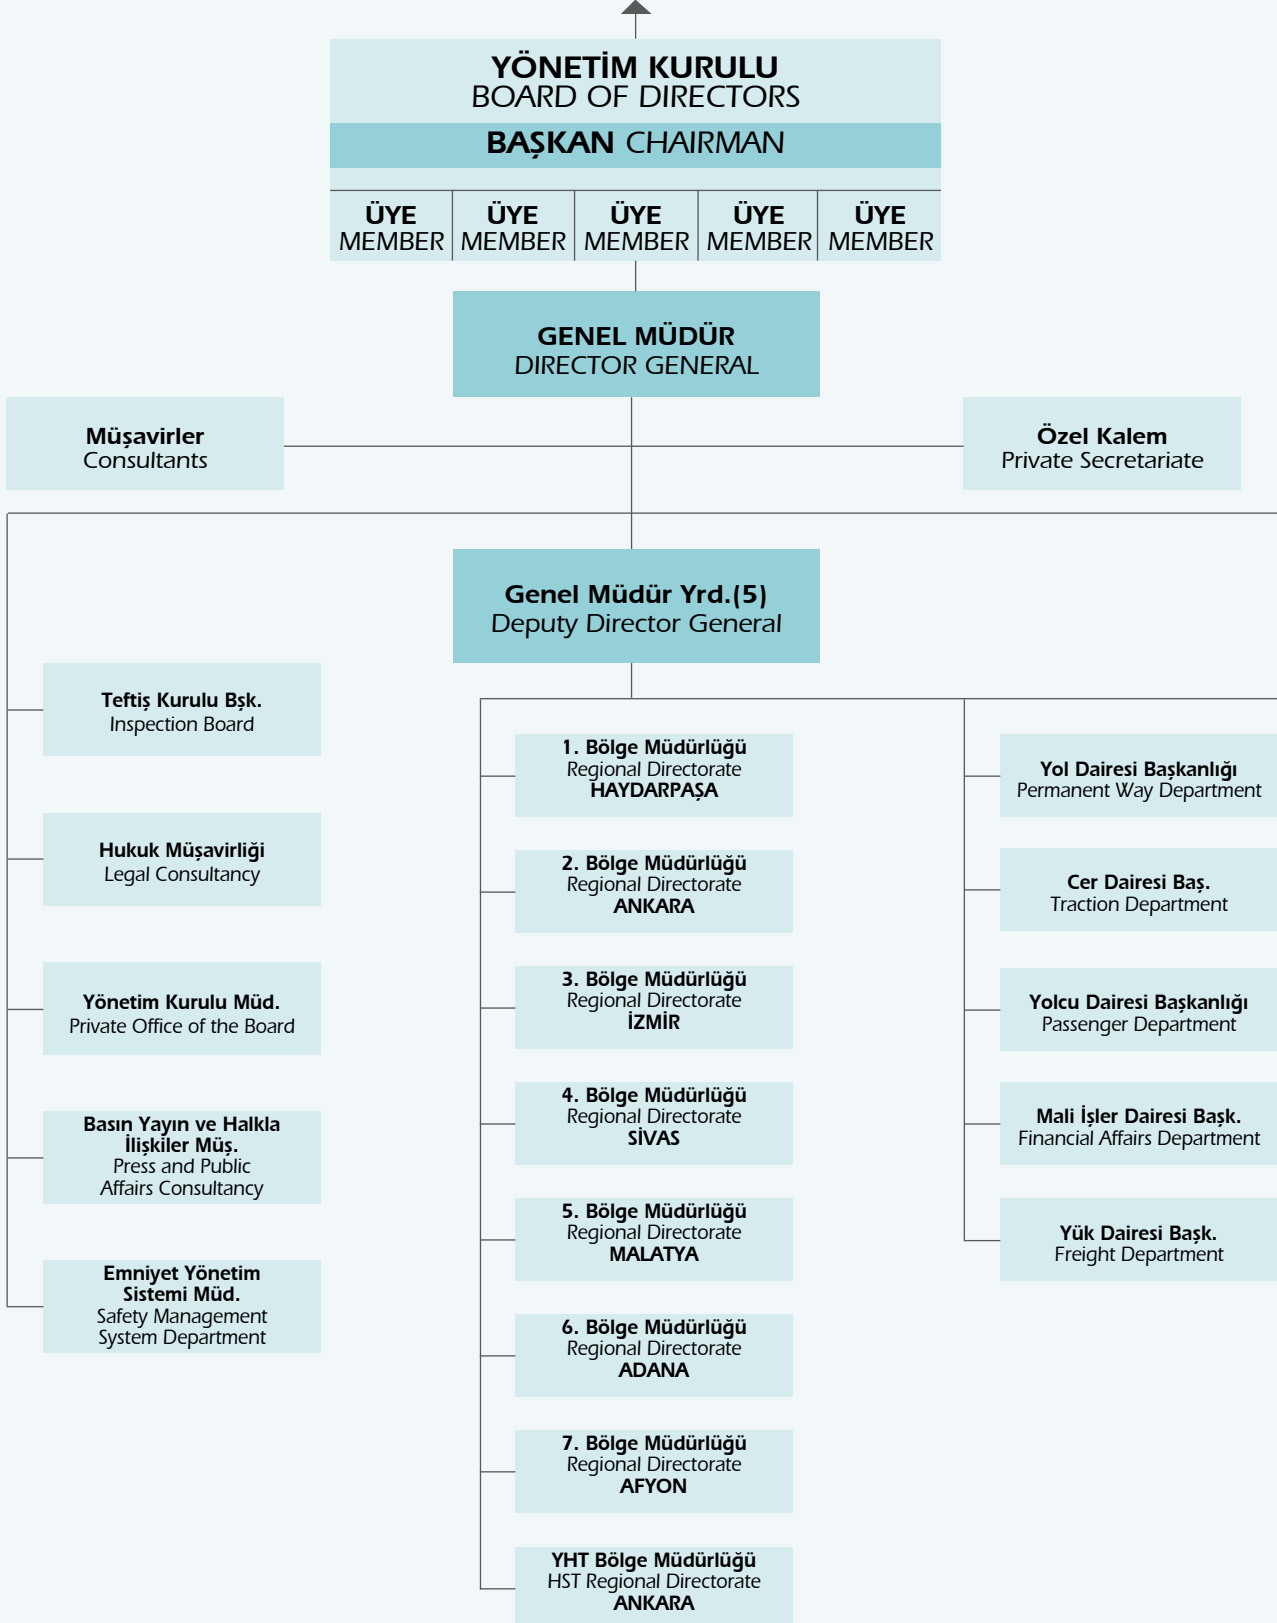 YÖNETİM KURULU
BOARD OF DIRECTORS
BAŞKAN CHAIRMAN
ÜYE
MEMBER
ÜYE
MEMBER
ÜYE
MEMBER
ÜYE
MEMBER
ÜYE
MEMBER
GENEL MÜDÜR
DIRECTOR GENERAL
Müşavirler
Consultants
Özel Kalem
Private Secretariate
Genel Müdür Yrd.(5)
Deputy Director General
Teftiş Kurulu Bşk.
Inspection Board
Hukuk Müşavirliği
Legal Consultancy
Yönetim Kurulu Müd.
Private Office of the Board
Basın Yayın ve Halkla
İlişkiler Müş.
Press and Public
Affairs Consultancy
Emniyet Yönetim
Sistemi Müd.
Safety Management
System Department
1. Bölge Müdürlüğü
Regional Directorate
HAYDARPAŞA
2. Bölge Müdürlüğü
Regional Directorate
ANKARA
3. Bölge Müdürlüğü
Regional Directorate
İZMİR
4. Bölge Müdürlüğü
Regional Directorate
SİVAS
5. Bölge Müdürlüğü
Regional Directorate
MALATYA
6. Bölge Müdürlüğü
Regional Directorate
ADANA
7. Bölge Müdürlüğü
Regional Directorate
AFYON
YHT Bölge Müdürlüğü
HST Regional Directorate
ANKARA
Yol Dairesi Başkanlığı
Permanent Way Department
Cer Dairesi Baş.
Traction Department
Yolcu Dairesi Başkanlığı
Passenger Department
Mali İşler Dairesi Başk.
Financial Affairs Department
Yük Dairesi Başk.
Freight Department